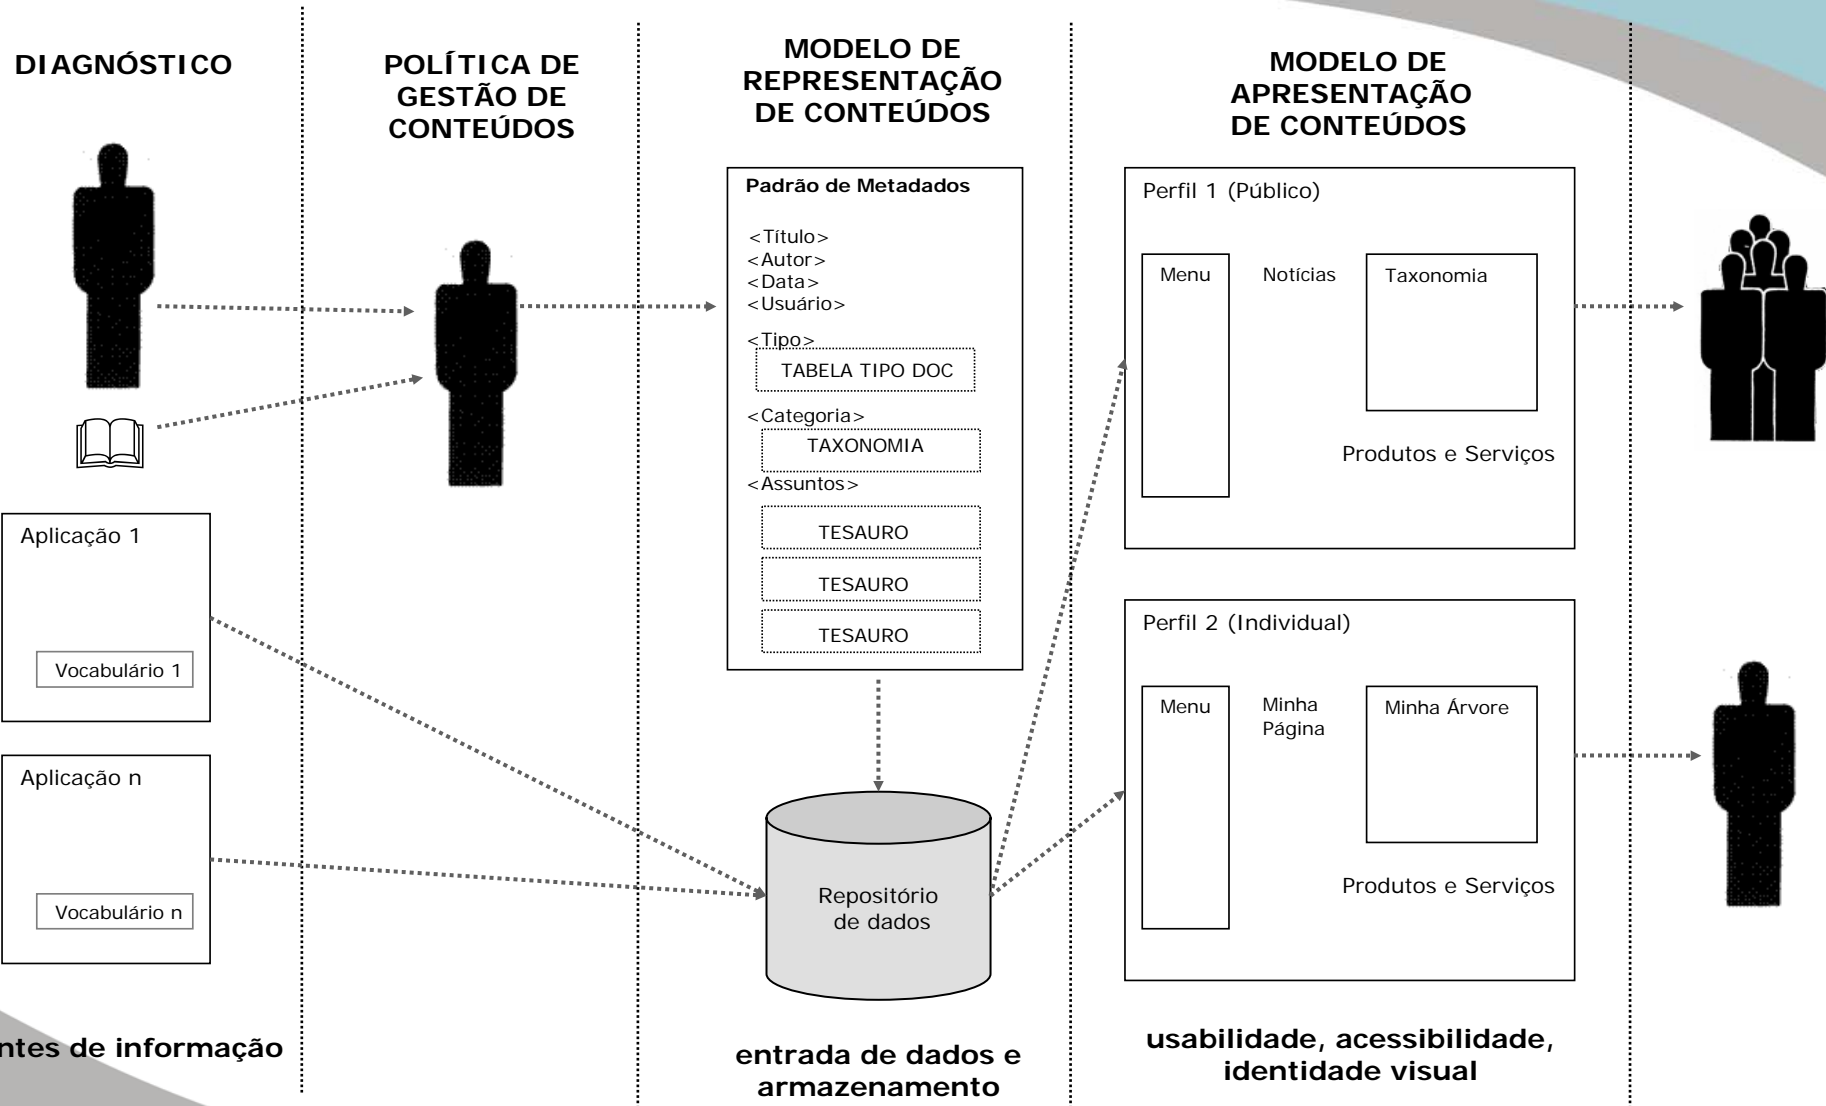 DIAGNÓSTICO
POLÍTICA DE
GESTÃO DE
CONTEÚDOS
MODELO DE
REPRESENTAÇÃO
DE CONTEÚDOS
MODELO DE
APRESENTAÇÃO
DE CONTEÚDOS
Aplicação 1
Vocabulário 1
Aplicação n
Vocabulário n
Padrão de Metadados
<Título>
<Autor>
<Data>
<Usuário>
<Tipo>
TABELA TIPO DOC
<Categoria>
TAXONOMIA
<Assuntos>
TESAURO
TESAURO
TESAURO
Repositório
de dados
Perfil 1 (Público)
Menu
Notícias
Taxonomia
Produtos e Serviços
Perfil 2 (Individual)
Menu
Minha
Página
Minha Árvore
Produtos e Serviços
ntes de informação
entrada de dados e
armazenamento
usabilidade, acessibilidade,
identidade visual